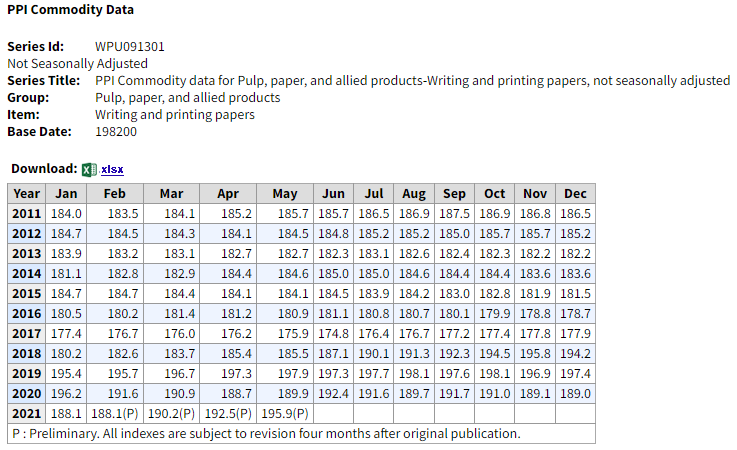 PPI Commodity Data
Series Id: WPU091301
Not Seasonally Adjusted
Series Title: PPI Commodity data for Pulp, paper, and allied products-Writing and printing papers, not seasonally adjusted
Group: Pulp, paper, and allied products
Item: Writing and printing papers
Base Date: 198200
Download: xlsx
Year Jan Feb Mar Apr May Jun Jul Aug Sep Oct Nov Dec
2011 184.0 183.5 184.1 185.2 185.7 185.7 186.5 186.9 187.5 186.9 186.8 186.5
2012 184.7 184.5 184.3 184.1 184.5 184.8 185.2 185.2 185.0 185.7 185.7 185.2
2013 183.9 183.2 183.1 182.7 182.7 182.3 183.1 182.6 182.4 182.3 182.2 182.2
2014 181.1 182.8 182.9 184.4 184.6 185.0 185.0 184.6 184.4 184.4 183.6 183.6
2015 184.7 184.7 184.4 184.1 184.1 184.5 183.9 184.2 183.0 182.8 181.9 181.5
2016 180.5 180.2 181.4 181.2 180.9 181.1 180.8 180.7 180.1 179.9 178.8 178.7
2017 177.4 176.7 176.0 176.2 175.9 174.8 176.4 176.7 177.2 177.4 177.8 177.9
2018 180.2 182.6 183.7 185.4 185.5 187.1 190.1 191.3 192.3 194.5 195.8 194.2
2019 195.4 195.7 196.7 197.3 197.9 197.3 197.7 198.1 197.6 198.1 196.9 197.4
2020 196.2 191.6 190.9 188.7 189.9 192.4 191.6 189.7 191.7 191.0 189.1 189.0
2021 188.1 188.1(P) 190.2(P) 192.5(P) 195.9(P)
P : Preliminary. All indexes are subject to revision four months after original publication.